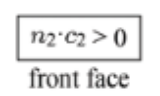 n₂·c₂ > 0
front face